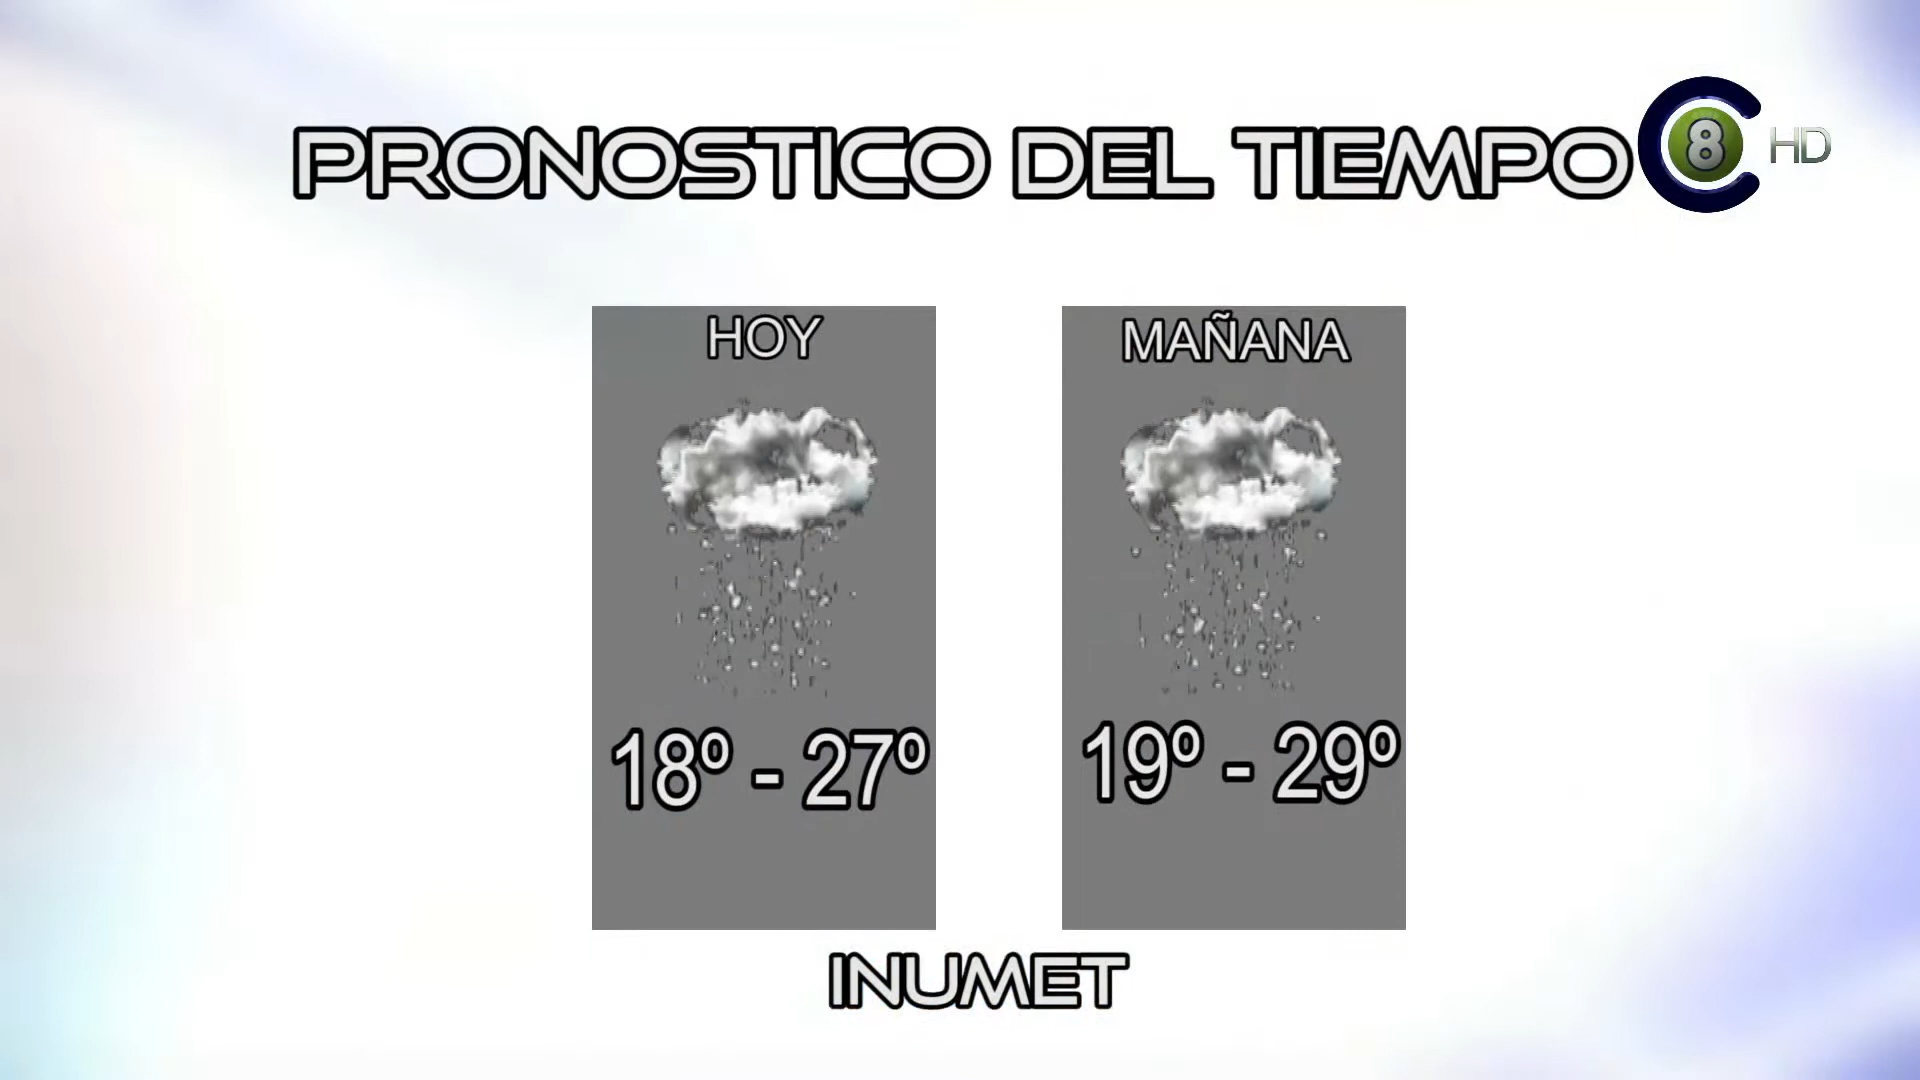 PRONOSTICO DEL TIEMPO
8 HD
HOY
MAÑANA
18º - 27º
19º - 29º
INUMET